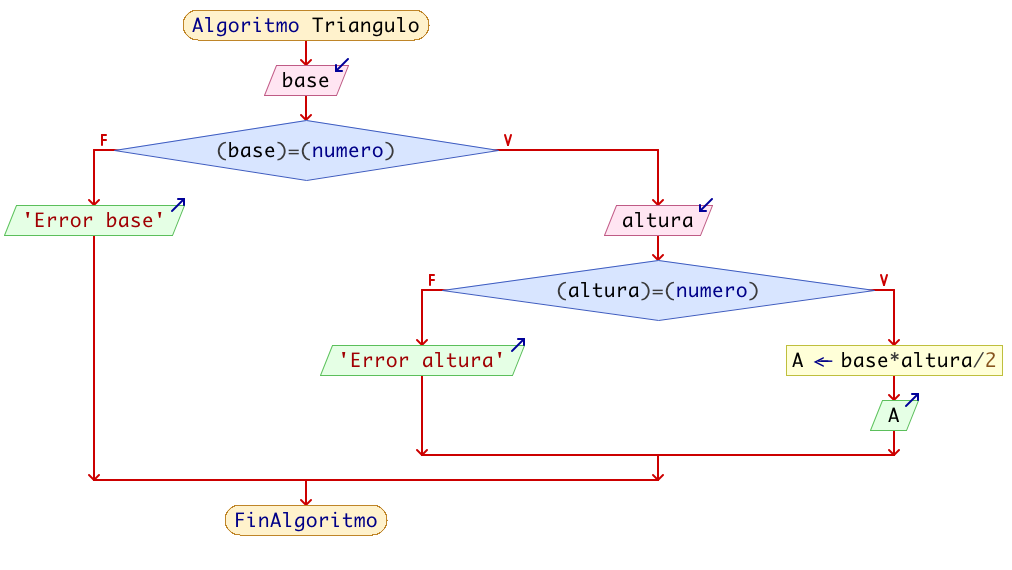 Algoritmo Triangulo
base
F
(base)=(numero)
V
'Error base'
altura
F
(altura)=(numero)
V
'Error altura'
A ← base*altura/2
A
FinAlgoritmo